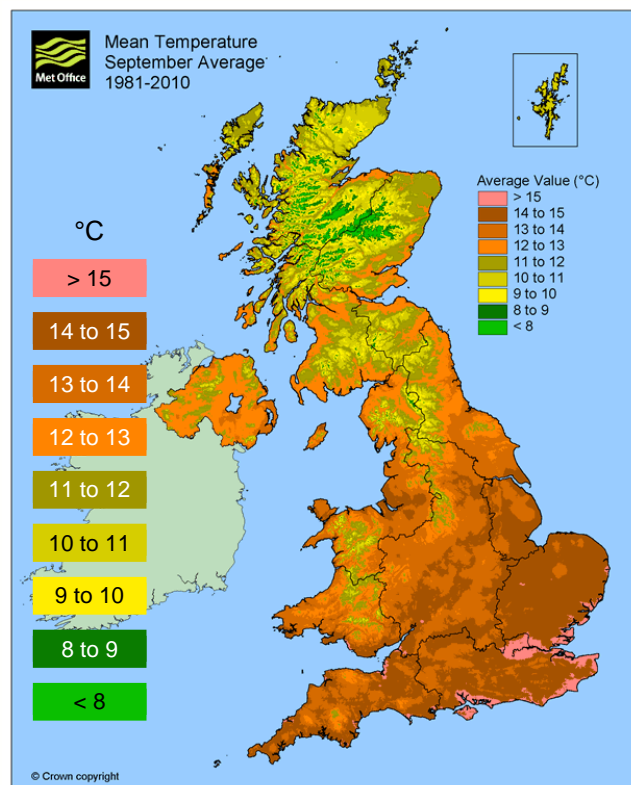 Met Office
Mean Temperature
September Average
1981-2010
Average Value (°C)
> 15
14 to 15
13 to 14
12 to 13
11 to 12
10 to 11
9 to 10
8 to 9
< 8
°C
> 15
14 to 15
13 to 14
12 to 13
11 to 12
10 to 11
9 to 10
8 to 9
< 8
© Crown copyright